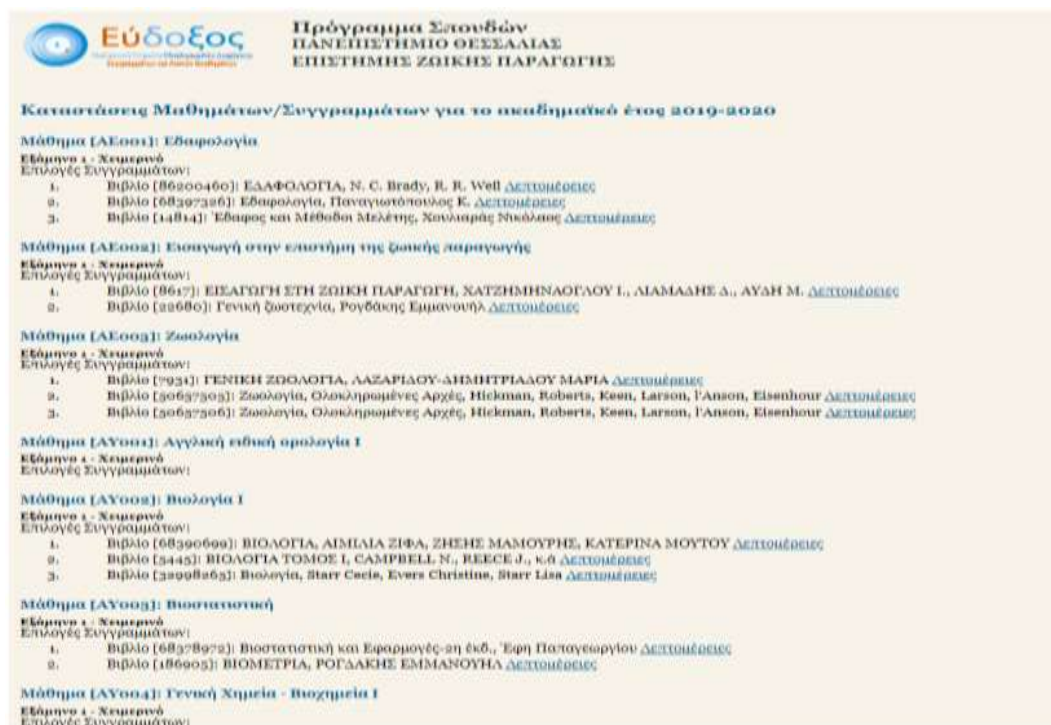 Εύδοξος
Πρόγραμμα Σπουδών
ΠΑΝΕΠΙΣΤΗΜΙΟ ΘΕΣΣΑΛΙΑΣ
ΕΠΙΣΤΗΜΗΣ ΖΩΙΚΗΣ ΠΑΡΑΓΩΓΗΣ
Καταστάσεις Μαθημάτων/Συγγραμμάτων για το ακαδημαϊκό έτος 2019-2020
Μάθημα [ΑΕ001]: Εδαφολογία
Εξάμηνο 1 - Χειμερινό
Επιλογές Συγγραμμάτων:
1. Βιβλίο [86200460]: ΕΔΑΦΟΛΟΓΙΑ, N. C. Brady, R. R. Weil Λεπτομέρειες
2. Βιβλίο [68397326]: Εδαφολογία, Παναγιωτόπουλος Κ. Λεπτομέρειες
3. Βιβλίο [14814]: Έδαφος και Μέθοδοι Μελέτης, Χουλιαράς Νικόλαος Λεπτομέρειες
Μάθημα [ΑΕ002]: Εισαγωγή στην επιστήμη της ζωικής παραγωγής
Εξάμηνο 1 - Χειμερινό
Επιλογές Συγγραμμάτων:
1. Βιβλίο [8617]: ΕΙΣΑΓΩΓΗ ΣΤΗ ΖΩΙΚΗ ΠΑΡΑΓΩΓΗ, ΧΑΤΖΗΜΗΝΑΟΓΛΟΥ Ι., ΛΙΑΜΑΔΗΣ Δ., ΑΥΔΗ Μ. Λεπτομέρειες
2. Βιβλίο [22680]: Γενική ζωοτεχνία, Ρογδάκης Εμμανουήλ Λεπτομέρειες
Μάθημα [ΑΕ003]: Ζωολογία
Εξάμηνο 1 - Χειμερινό
Επιλογές Συγγραμμάτων:
1. Βιβλίο [7931]: ΓΕΝΙΚΗ ΖΩΟΛΟΓΙΑ, ΛΑΖΑΡΙΔΟΥ-ΔΗΜΗΤΡΙΑΔΟΥ ΜΑΡΙΑ Λεπτομέρειες
2. Βιβλίο [50657305]: Ζωολογία, Ολοκληρωμένες Αρχές, Hickman, Roberts, Keen, Larson, l'Anson, Eisenhour Λεπτομέρειες
3. Βιβλίο [50657306]: Ζωολογία, Ολοκληρωμένες Αρχές, Hickman, Roberts, Keen, Larson, l'Anson, Eisenhour Λεπτομέρειες
Μάθημα [ΑΥ001]: Αγγλική ειδική ορολογία Ι
Εξάμηνο 1 - Χειμερινό
Επιλογές Συγγραμμάτων:
Μάθημα [ΑΥ002]: Βιολογία Ι
Εξάμηνο 1 - Χειμερινό
Επιλογές Συγγραμμάτων:
1. Βιβλίο [68390699]: ΒΙΟΛΟΓΙΑ, ΑΙΜΙΛΙΑ ΖΙΦΑ, ΖΗΣΗΣ ΜΑΜΟΥΡΗΣ, ΚΑΤΕΡΙΝΑ ΜΟΥΤΟΥ Λεπτομέρειες
2. Βιβλίο [5445]: ΒΙΟΛΟΓΙΑ ΤΟΜΟΣ Ι, CAMPBELL N., REECE J., κ.ά Λεπτομέρειες
3. Βιβλίο [32998265]: Βιολογία, Starr Cecie, Evers Christine, Starr Lisa Λεπτομέρειες
Μάθημα [ΑΥ003]: Βιοστατιστική
Εξάμηνο 1 - Χειμερινό
Επιλογές Συγγραμμάτων:
1. Βιβλίο [68378972]: Βιοστατιστική και Εφαρμογές-2η έκδ., Έφη Παπαγεωργίου Λεπτομέρειες
2. Βιβλίο [186905]: ΒΙΟΜΕΤΡΙΑ, ΡΟΓΔΑΚΗΣ ΕΜΜΑΝΟΥΗΛ Λεπτομέρειες
Μάθημα [ΑΥ004]: Γενική Χημεία - Βιοχημεία Ι
Εξάμηνο 1 - Χειμερινό
Επιλογές Συγγραμμάτων: